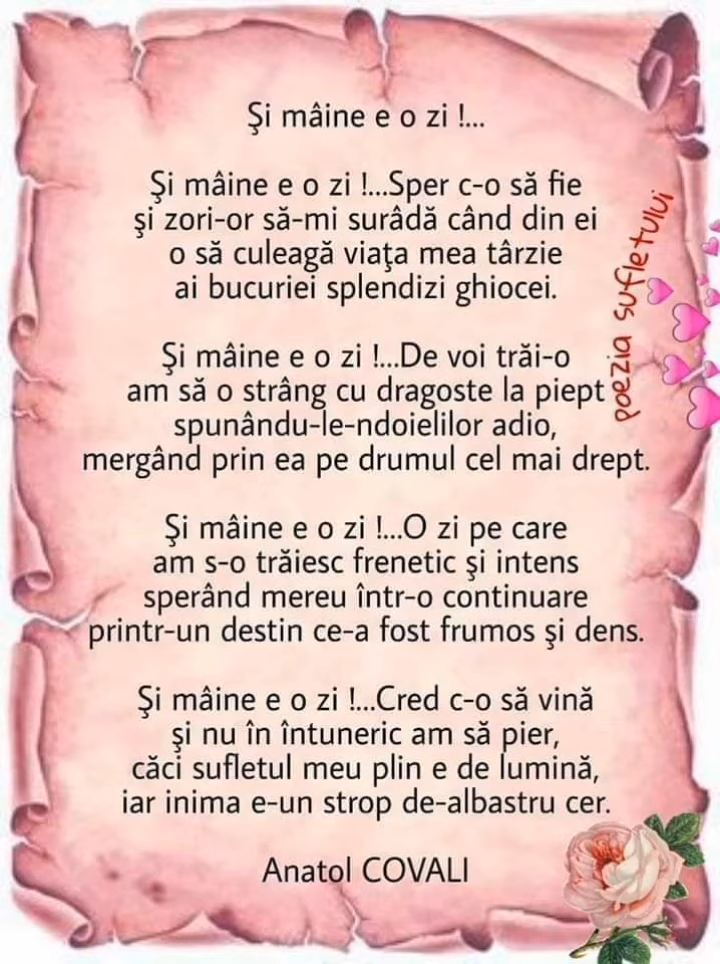 Şi mâine e o zi !...
Şi mâine e o zi !...Sper c-o să fie
şi zori-or să-mi surâdă când din ei
o să culeagă viaţa mea târzie
ai bucuriei splendizi ghiocei.
Şi mâine e o zi !...De voi trăi-o
am să o strâng cu dragoste la piept
spunându-le-ndoielilor adio,
mergând prin ea pe drumul cel mai drept.
Şi mâine e o zi !...O zi pe care
am s-o trăiesc frenetic şi intens
sperând mereu într-o continuare
printr-un destin ce-a fost frumos şi dens.
Şi mâine e o zi !...Cred c-o să vină
şi nu în întuneric am să pier,
căci sufletul meu plin e de lumină,
iar inima e-un strop de-albastru cer.
Anatol COVALI
poezia sufletului